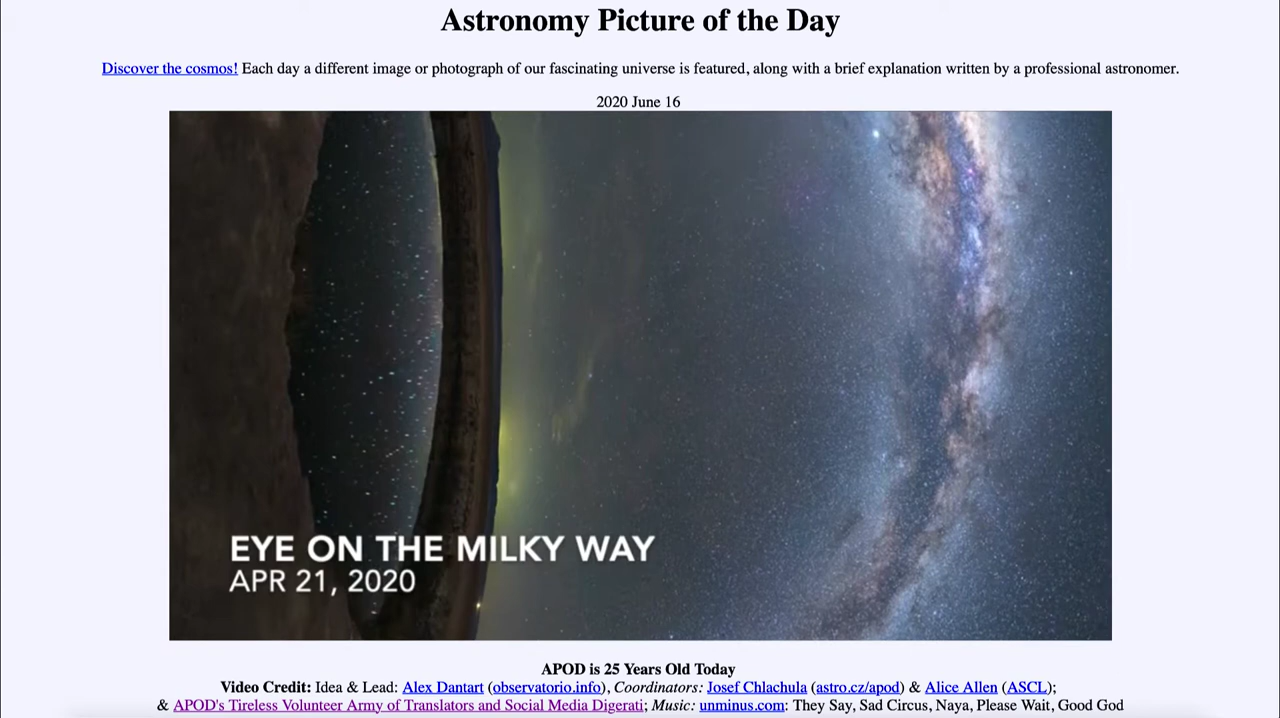 Astronomy Picture of the Day
Discover the cosmos! Each day a different image or photograph of our fascinating universe is featured, along with a brief explanation written by a professional astronomer.
2020 June 16
EYE ON THE MILKY WAY
APR 21, 2020
APOD is 25 Years Old Today
Video Credit: Idea & Lead: Alex Dantart (observatorio.info), Coordinators: Josef Chlachula (astro.cz/apod) & Alice Allen (ASCL);
& APOD's Tireless Volunteer Army of Translators and Social Media Digerati; Music: unminus.com: They Say, Sad Circus, Naya, Please Wait, Good God